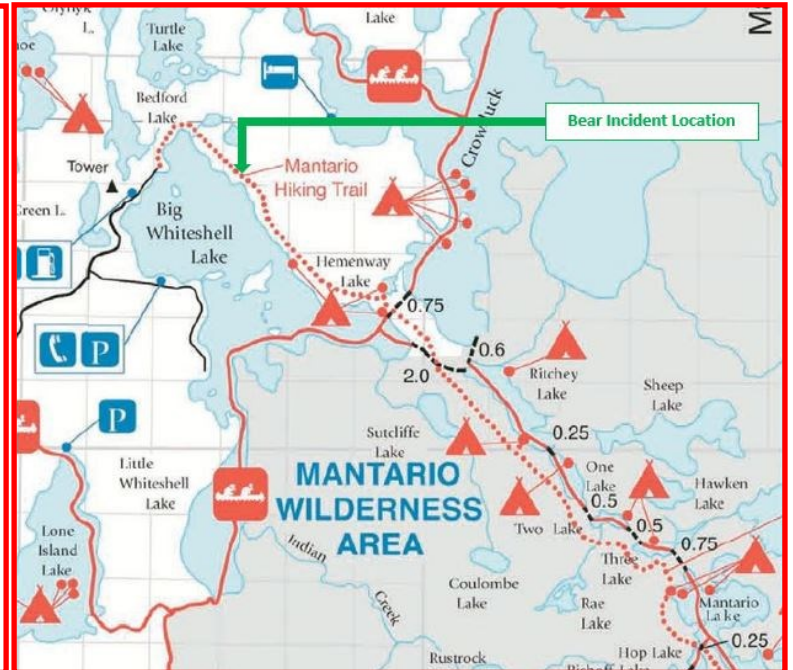 L.
Turtle
Lake
Lake
Bedford
Lake
Bear Incident Location
Crowduck
Tower
Mantario
Hiking Trail
Green L.
Big
Whiteshell
Lake
Hemenway
Lake
0.75
0.6
2.0
P
Ritchey
Lake
Sheep
Lake
P
Sutcliffe
Lake
0.25
One
Lake
Hawken
Lake
Little
Whiteshell
Lake
MANTARIO
WILDERNESS
AREA
0.5
Two Lake
0.5
0.75
Lone
Island
Lake
Indian
Creek
Three
Lake
Coulombe
Lake
Rae
Lake
Mantario
Lake
Hop Lake
0.25
Rustrock